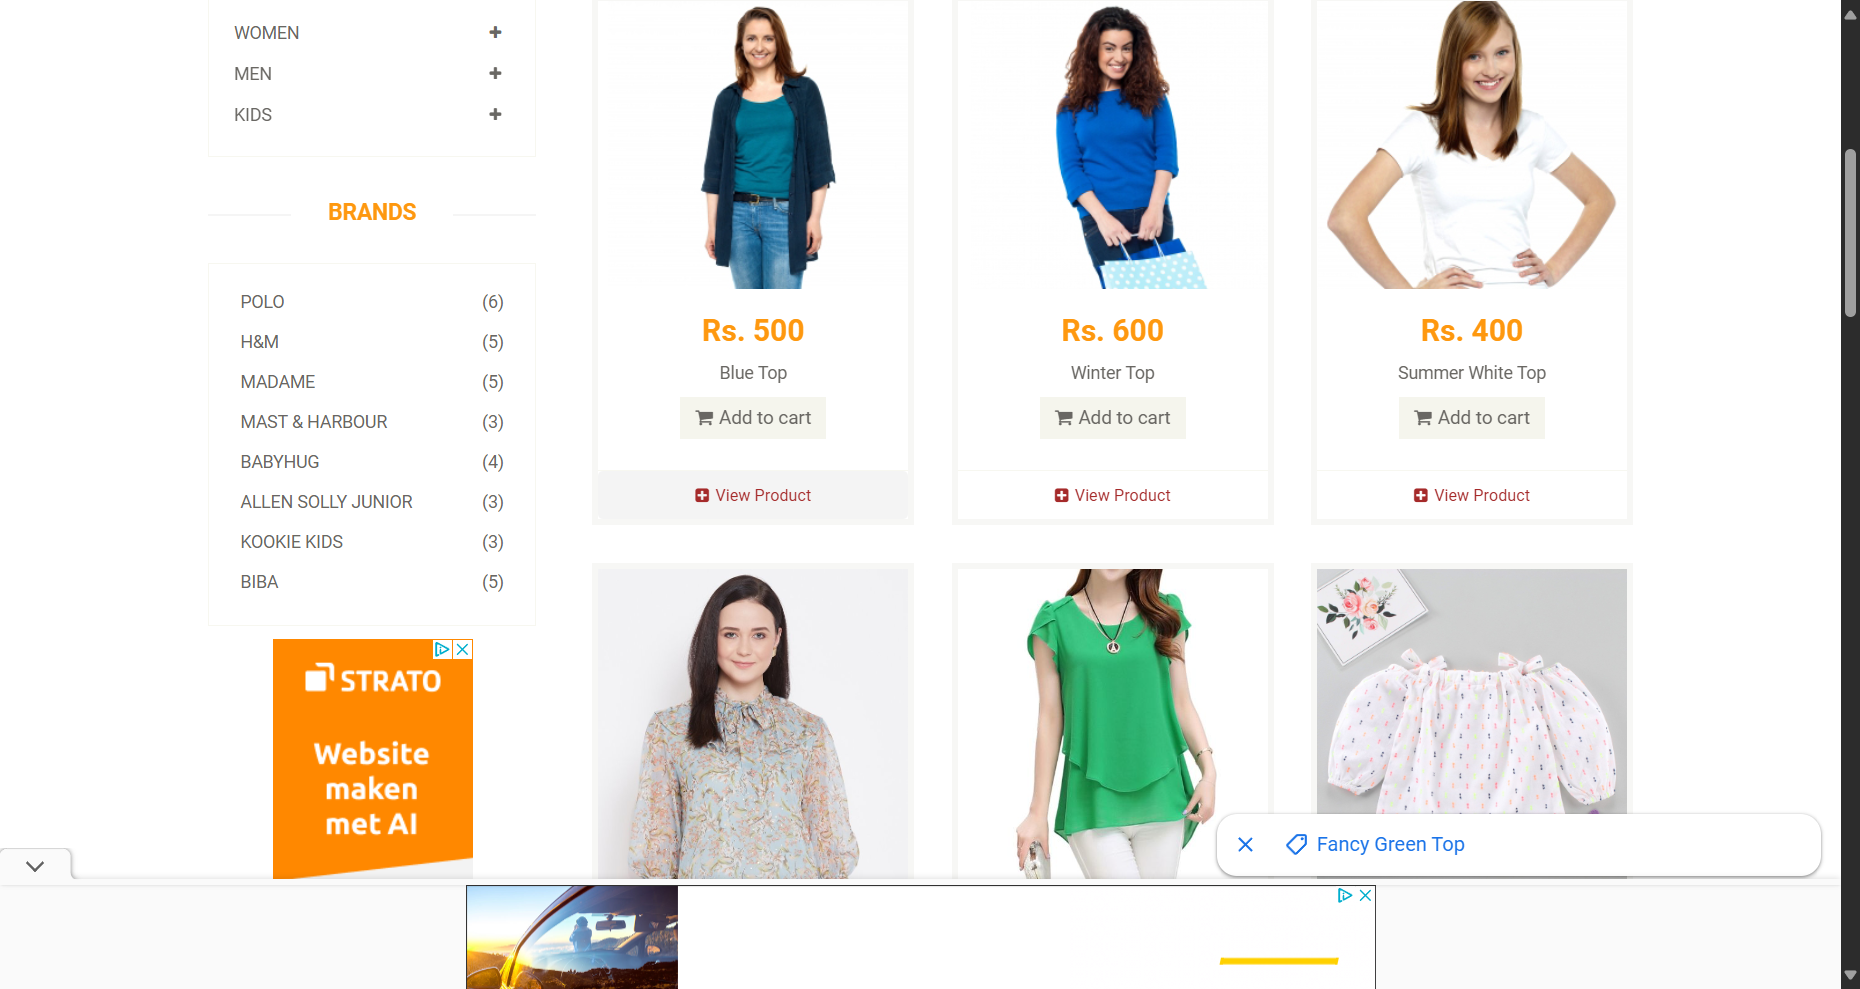 WOMEN
MEN
KIDS
BRANDS
POLO (6)
H&M (5)
MADAME (5)
MAST & HARBOUR (3)
BABYHUG (4)
ALLEN SOLLY JUNIOR (3)
KOOKIE KIDS (3)
BIBA (5)
STRATO
Website
maken
met AI
Rs. 500
Blue Top
Add to cart
View Product
Rs. 600
Winter Top
Add to cart
View Product
Rs. 400
Summer White Top
Add to cart
View Product
Fancy Green Top